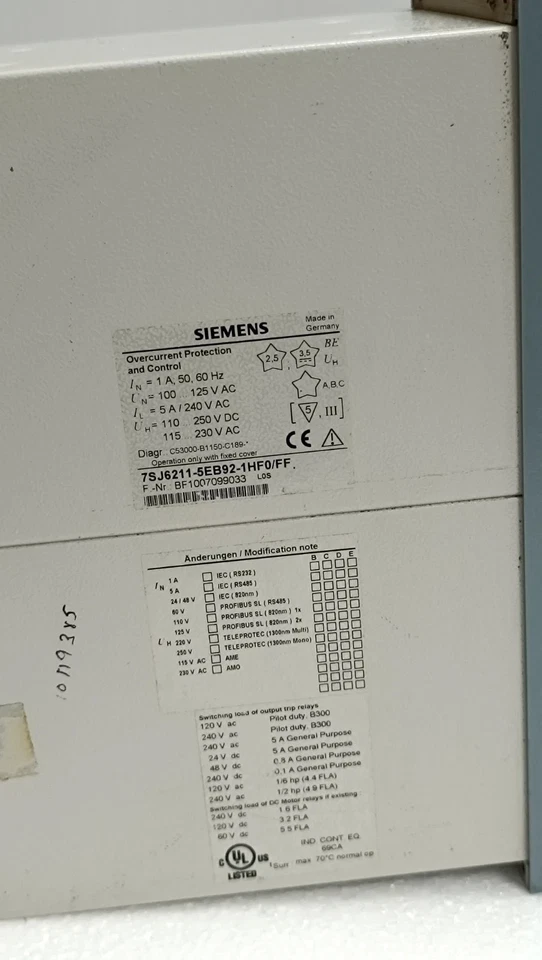 SIEMENS
Made in
Germany
Overcurrent Protection
and Control
2,5 3,5 BE
U H
I N = 1 A, 50, 60 Hz
U N = 100 ... 125 V AC
A,B,C
I L = 5 A / 240 V AC
U H = 110 ... 250 V DC
[ 5 , III ]
115 ... 230 V AC
CE
Diagr.: C53000-B1150-C189-*
Operation only with fixed cover
7SJ6211-5EB92-1HF0/FF.
F.-Nr.: BF1007099033 L0S
Änderungen / Modification note
B C D E
I N 1 A IEC ( RS232 )
5 A IEC ( RS485 )
24 / 48 V IEC ( 820nm )
60 V PROFIBUS SL ( RS485 )
110 V PROFIBUS SL ( 820nm ) 1x
125 V PROFIBUS SL ( 820nm ) 2x
U H 220 V TELEPROTEC (1300nm Multi)
250 V TELEPROTEC (1300nm Mono)
115 V AC AME
230 V AC AMO
Switching load of output trip relays
120 V ac Pilot duty, B300
240 V ac Pilot duty, B300
240 V ac 5 A General Purpose
24 V dc 5 A General Purpose
48 V dc 0,8 A General Purpose
240 V dc 0,1 A General Purpose
120 V ac 1/6 hp (4.4 FLA)
240 V ac 1/2 hp (4.9 FLA)
Switching load of DC Motor relays if existing
240 V dc 1.6 FLA
120 V dc 3.2 FLA
60 V dc 5.5 FLA
C UL US
LISTED
IND. CONT. EQ.
69CA
Surr. max 70°C normal op